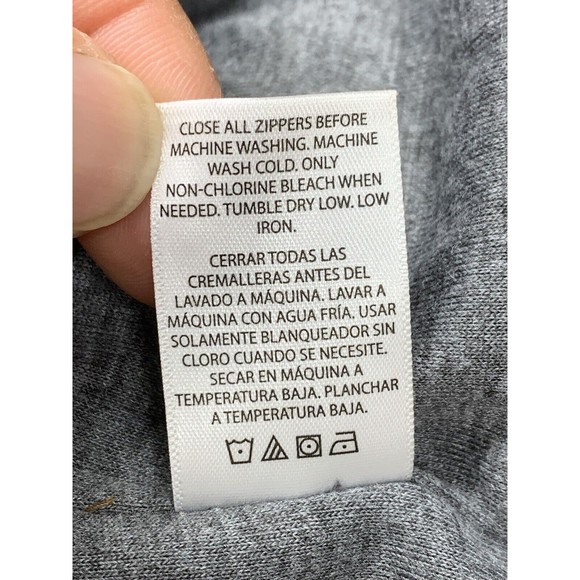 CLOSE ALL ZIPPERS BEFORE
MACHINE WASHING. MACHINE
WASH COLD. ONLY
NON-CHLORINE BLEACH WHEN
NEEDED. TUMBLE DRY LOW. LOW
IRON.
CERRAR TODAS LAS
CREMALLERAS ANTES DEL
LAVADO A MÁQUINA. LAVAR A
MÁQUINA CON AGUA FRÍA. USAR
SOLAMENTE BLANQUEADOR SIN
CLORO CUANDO SE NECESITE.
SECAR EN MÁQUINA A
TEMPERATURA BAJA. PLANCHAR
A TEMPERATURA BAJA.